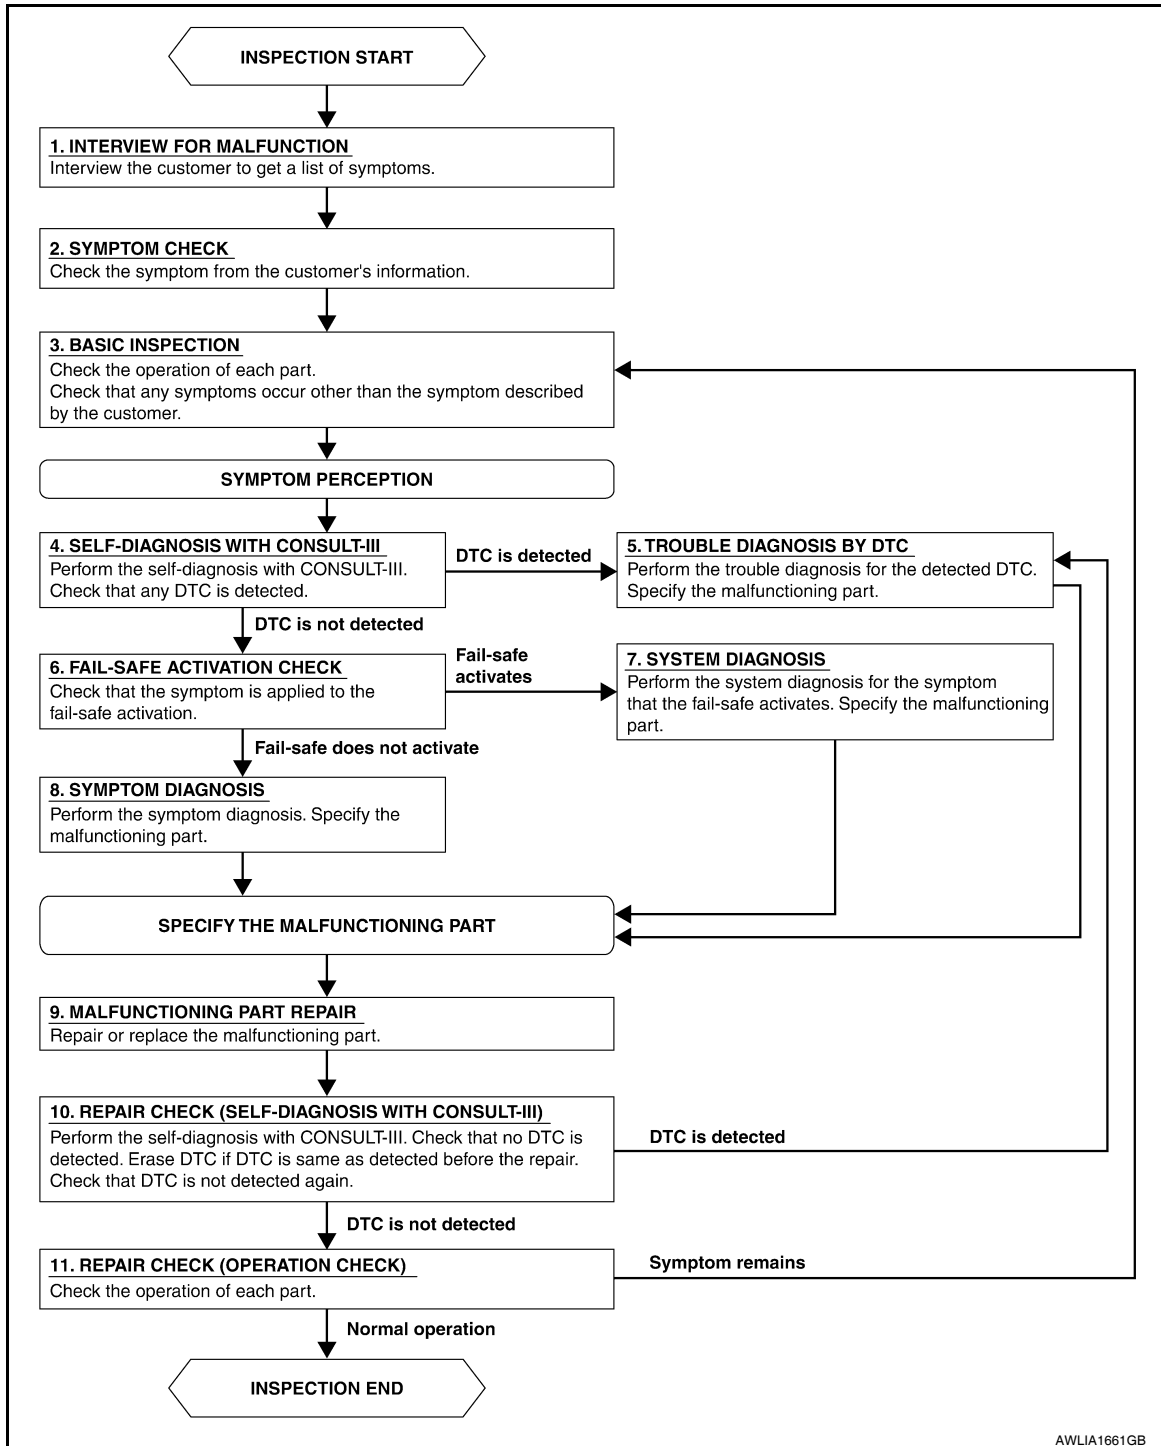 INSPECTION START
1. INTERVIEW FOR MALFUNCTION
Interview the customer to get a list of symptoms.
2. SYMPTOM CHECK
Check the symptom from the customer's information.
3. BASIC INSPECTION
Check the operation of each part.
Check that any symptoms occur other than the symptom described
by the customer.
SYMPTOM PERCEPTION
4. SELF-DIAGNOSIS WITH CONSULT-III
Perform the self-diagnosis with CONSULT-III.
Check that any DTC is detected.
DTC is detected
5. TROUBLE DIAGNOSIS BY DTC
Perform the trouble diagnosis for the detected DTC.
Specify the malfunctioning part.
DTC is not detected
6. FAIL-SAFE ACTIVATION CHECK
Check that the symptom is applied to the
fail-safe activation.
Fail-safe
activates
7. SYSTEM DIAGNOSIS
Perform the system diagnosis for the symptom
that the fail-safe activates. Specify the malfunctioning
part.
Fail-safe does not activate
8. SYMPTOM DIAGNOSIS
Perform the symptom diagnosis. Specify the
malfunctioning part.
SPECIFY THE MALFUNCTIONING PART
9. MALFUNCTIONING PART REPAIR
Repair or replace the malfunctioning part.
10. REPAIR CHECK (SELF-DIAGNOSIS WITH CONSULT-III)
Perform the self-diagnosis with CONSULT-III. Check that no DTC is
detected. Erase DTC if DTC is same as detected before the repair.
Check that DTC is not detected again.
DTC is detected
DTC is not detected
11. REPAIR CHECK (OPERATION CHECK)
Check the operation of each part.
Symptom remains
Normal operation
INSPECTION END
AWLIA1661GB